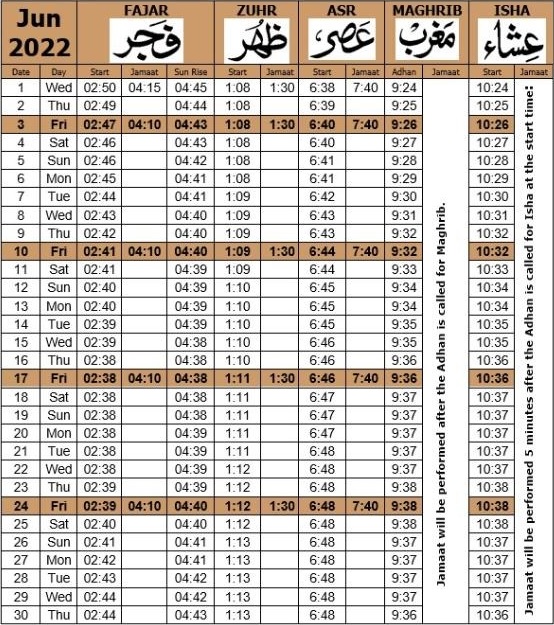 Jun 2022 FAJAR ZUHR ASR MAGHRIB ISHA
فجر ظهر عصر مغرب عشاء
Date Day Start Jamaat Sun Rise Start Jamaat Start Jamaat Adhan Jamaat Start Jamaat
1 Wed 02:50 04:15 04:45 1:08 1:30 6:38 7:40 9:24 10:24
2 Thu 02:49 04:44 1:08 6:39 9:25 10:25
3 Fri 02:47 04:10 04:43 1:08 1:30 6:40 7:40 9:26 10:26
4 Sat 02:46 04:43 1:08 6:40 9:27 10:27
5 Sun 02:46 04:42 1:08 6:41 9:28 10:28
6 Mon 02:45 04:41 1:08 6:41 9:29 10:29
7 Tue 02:44 04:41 1:09 6:42 9:30 10:30
8 Wed 02:43 04:40 1:09 6:43 9:31 10:31
9 Thu 02:42 04:40 1:09 6:43 9:32 10:32
10 Fri 02:41 04:10 04:40 1:09 1:30 6:44 7:40 9:32 10:32
11 Sat 02:41 04:39 1:09 6:44 9:33 10:33
12 Sun 02:40 04:39 1:10 6:45 9:34 10:34
13 Mon 02:40 04:39 1:10 6:45 9:34 10:34
14 Tue 02:39 04:39 1:10 6:45 9:35 10:35
15 Wed 02:39 04:38 1:10 6:46 9:35 10:35
16 Thu 02:38 04:38 1:10 6:46 9:36 10:36
17 Fri 02:38 04:10 04:38 1:11 1:30 6:46 7:40 9:36 10:36
18 Sat 02:38 04:38 1:11 6:47 9:37 10:37
19 Sun 02:38 04:38 1:11 6:47 9:37 10:37
20 Mon 02:38 04:39 1:11 6:47 9:37 10:37
21 Tue 02:38 04:39 1:11 6:48 9:37 10:37
22 Wed 02:38 04:39 1:12 6:48 9:37 10:37
23 Thu 02:39 04:39 1:12 6:48 9:38 10:38
24 Fri 02:39 04:10 04:40 1:12 1:30 6:48 7:40 9:38 10:38
25 Sat 02:40 04:40 1:12 6:48 9:38 10:38
26 Sun 02:41 04:41 1:13 6:48 9:37 10:37
27 Mon 02:42 04:41 1:13 6:48 9:37 10:37
28 Tue 02:43 04:42 1:13 6:48 9:37 10:37
29 Wed 02:44 04:42 1:13 6:48 9:37 10:37
30 Thu 02:44 04:43 1:13 6:48 9:36 10:36
Jamaat will be performed after the Adhan is called for Maghrib.
Jamaat will be performed 5 minutes after the Adhan is called for Isha at the start time: